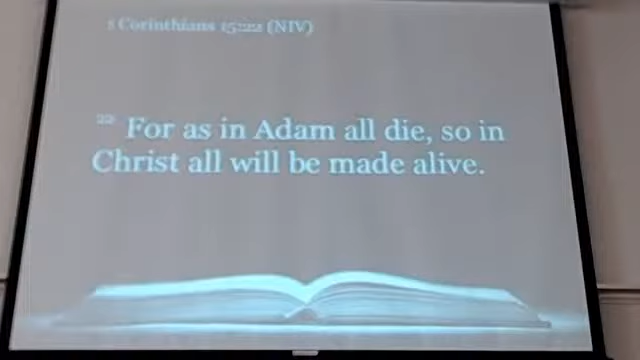 1 Corinthians 15:22 (NIV)
22 For as in Adam all die, so in
Christ all will be made alive.